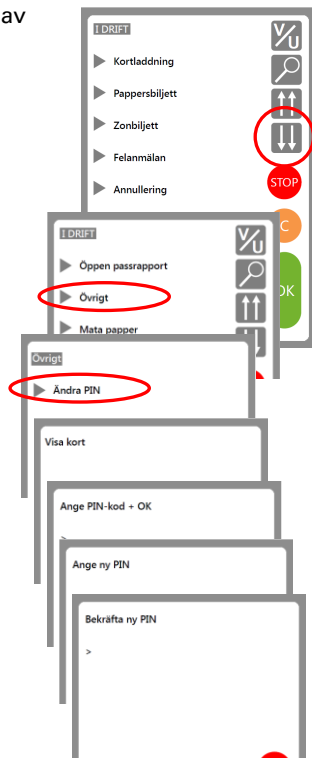 av
I DRIFT
V/U
Kortladdning
Pappersbiljett
Zonbiljett
Felanmälan
Annullering
STOP
C
OK
I DRIFT
V/U
Öppen passrapport
Övrigt
Mata papper
Övrigt
Ändra PIN
Visa kort
Ange PIN-kod + OK
>
Ange ny PIN
Bekräfta ny PIN
>